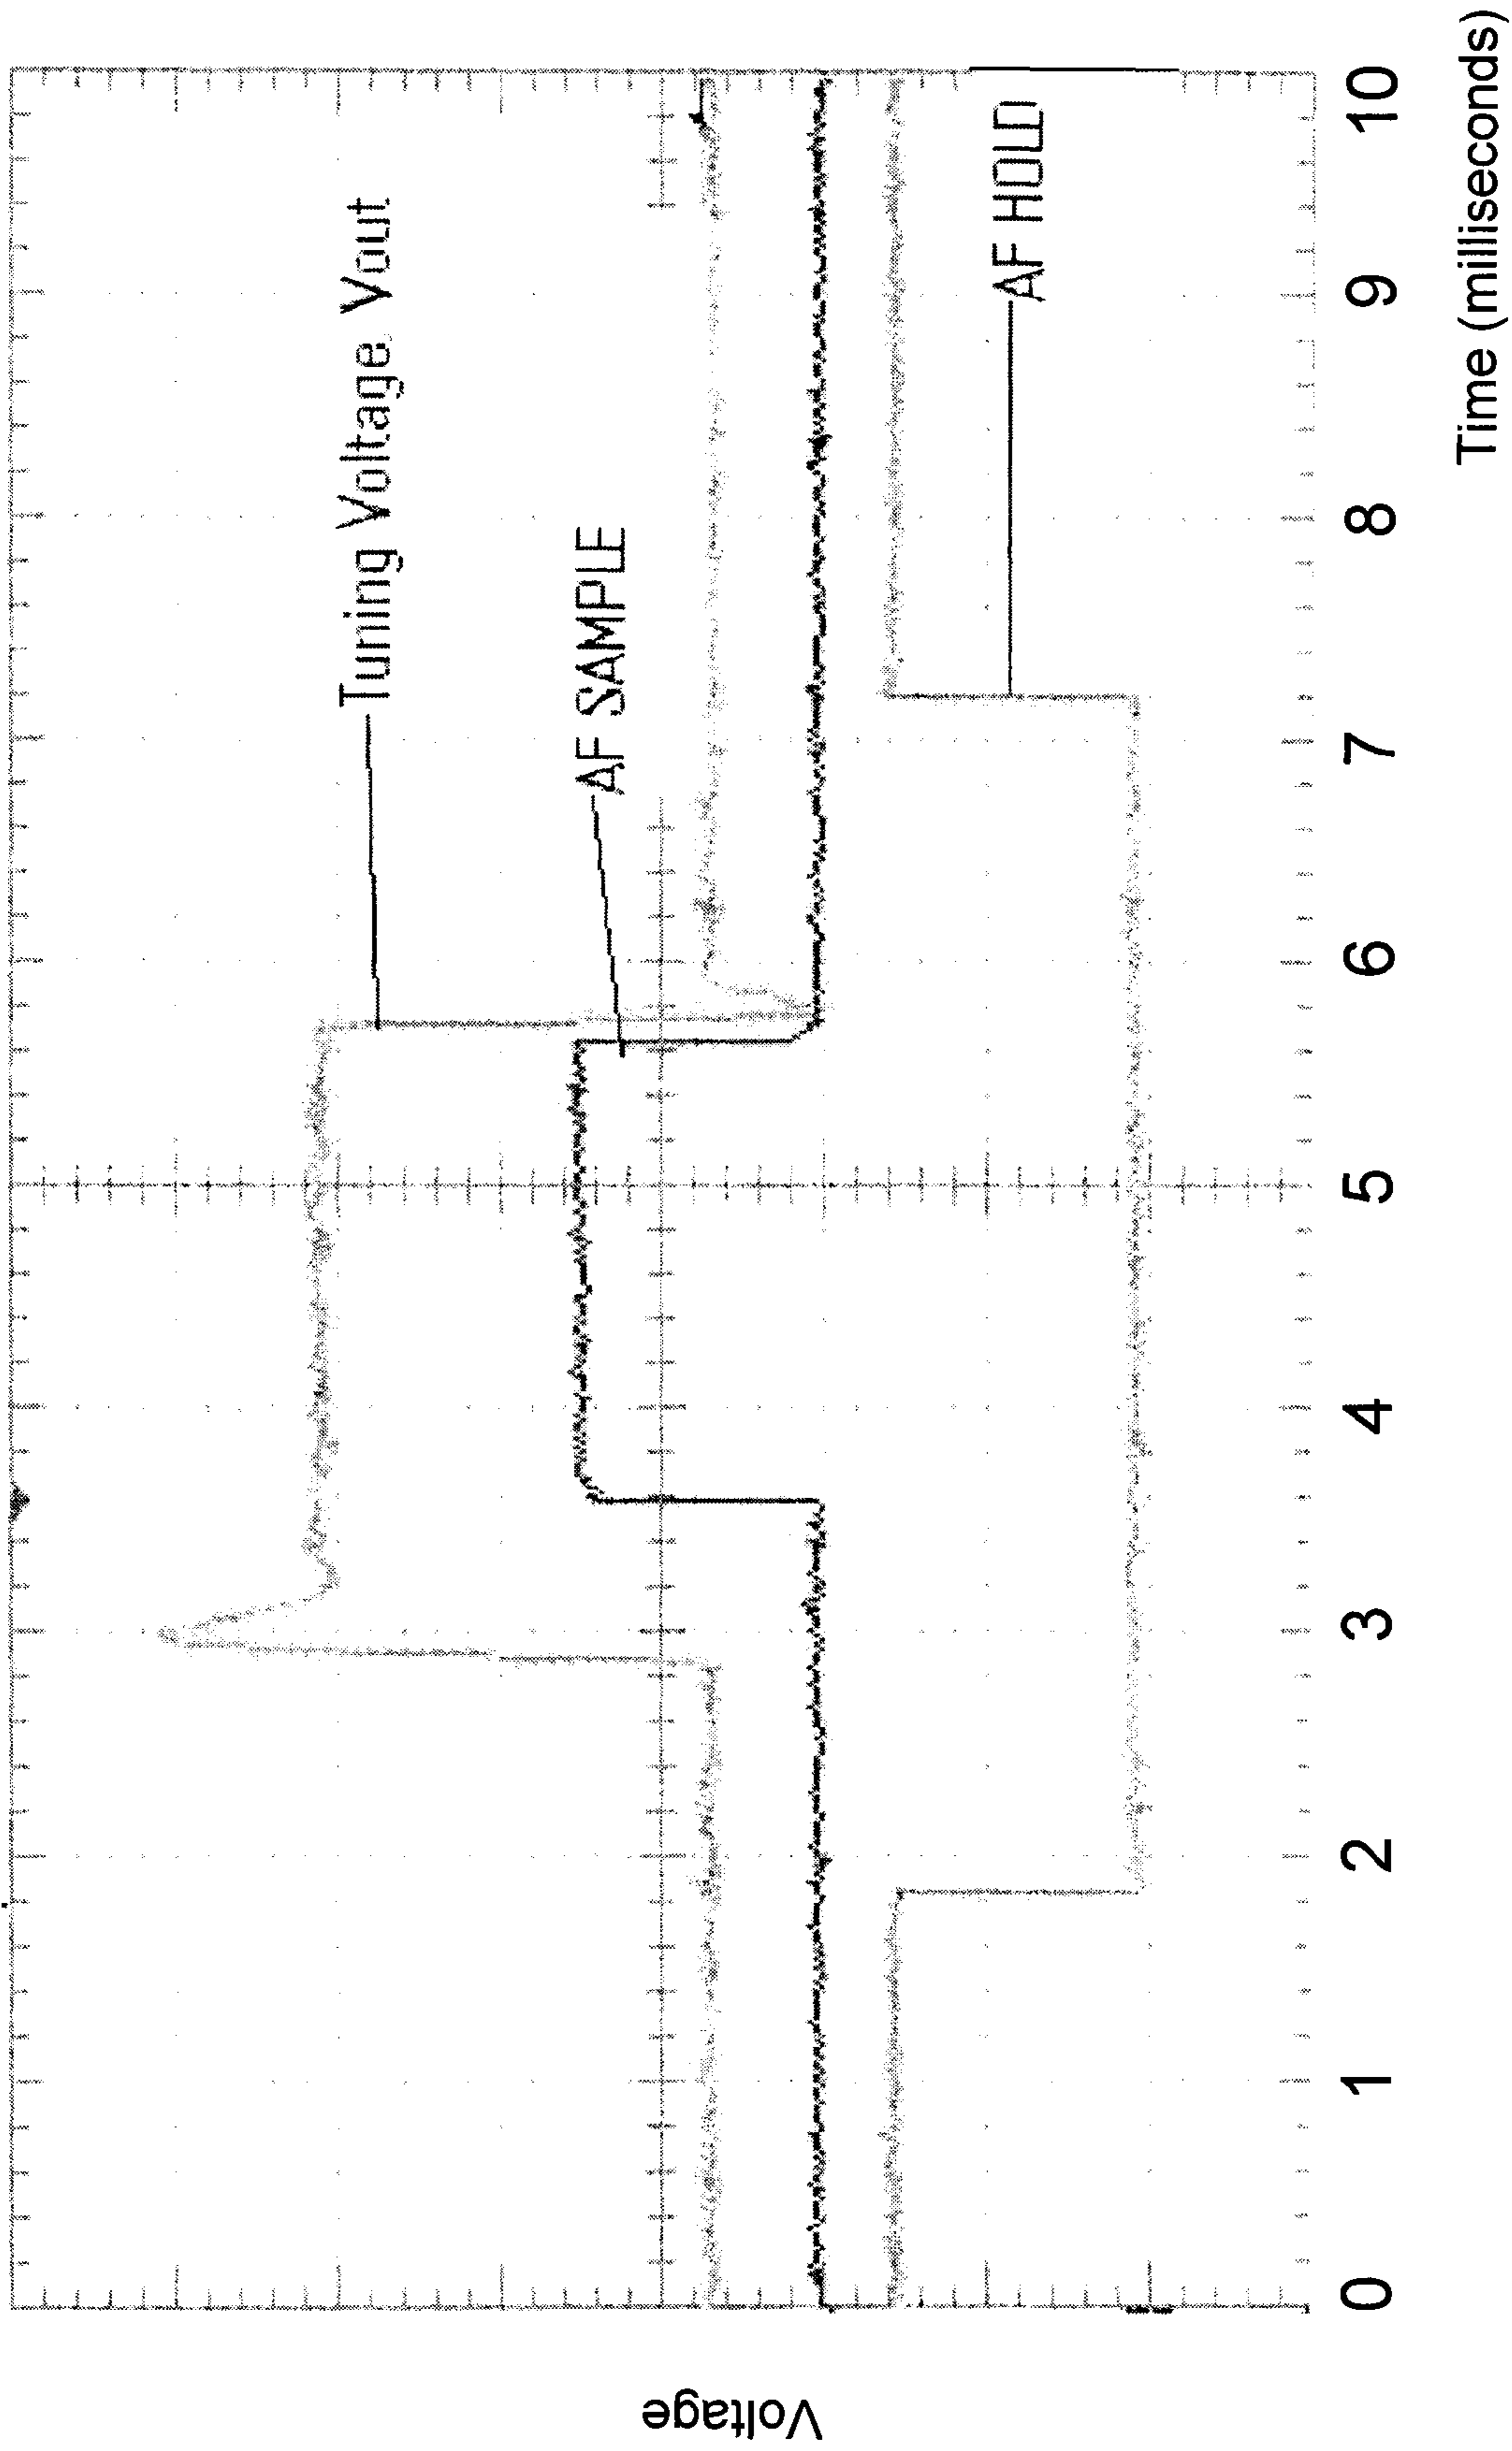 Tuning Voltage Vout
AF SAMPLE
AF HOLD
Voltage
0 1 2 3 4 5 6 7 8 9 10
Time (milliseconds)